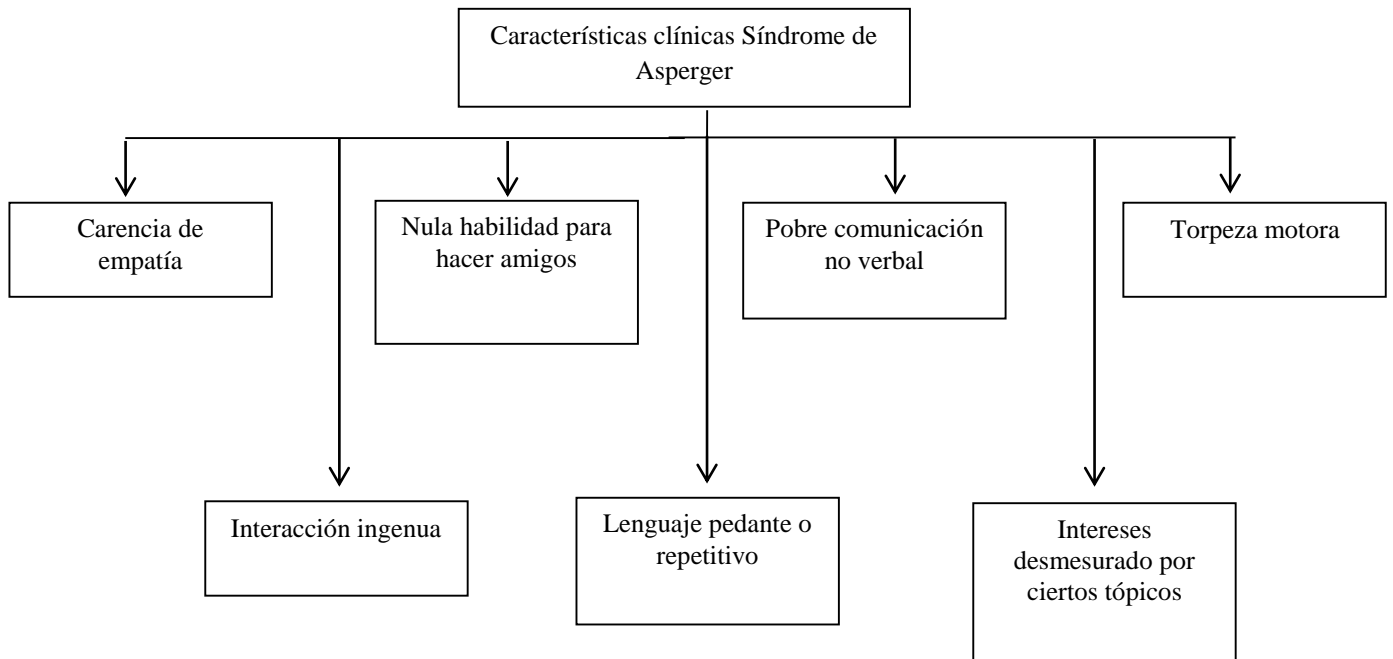 Características clínicas Síndrome de
Asperger
Carencia de
empatía
Nula habilidad para
hacer amigos
Pobre comunicación
no verbal
Torpeza motora
Interacción ingenua
Lenguaje pedante o
repetitivo
Intereses
desmesurado por
ciertos tópicos